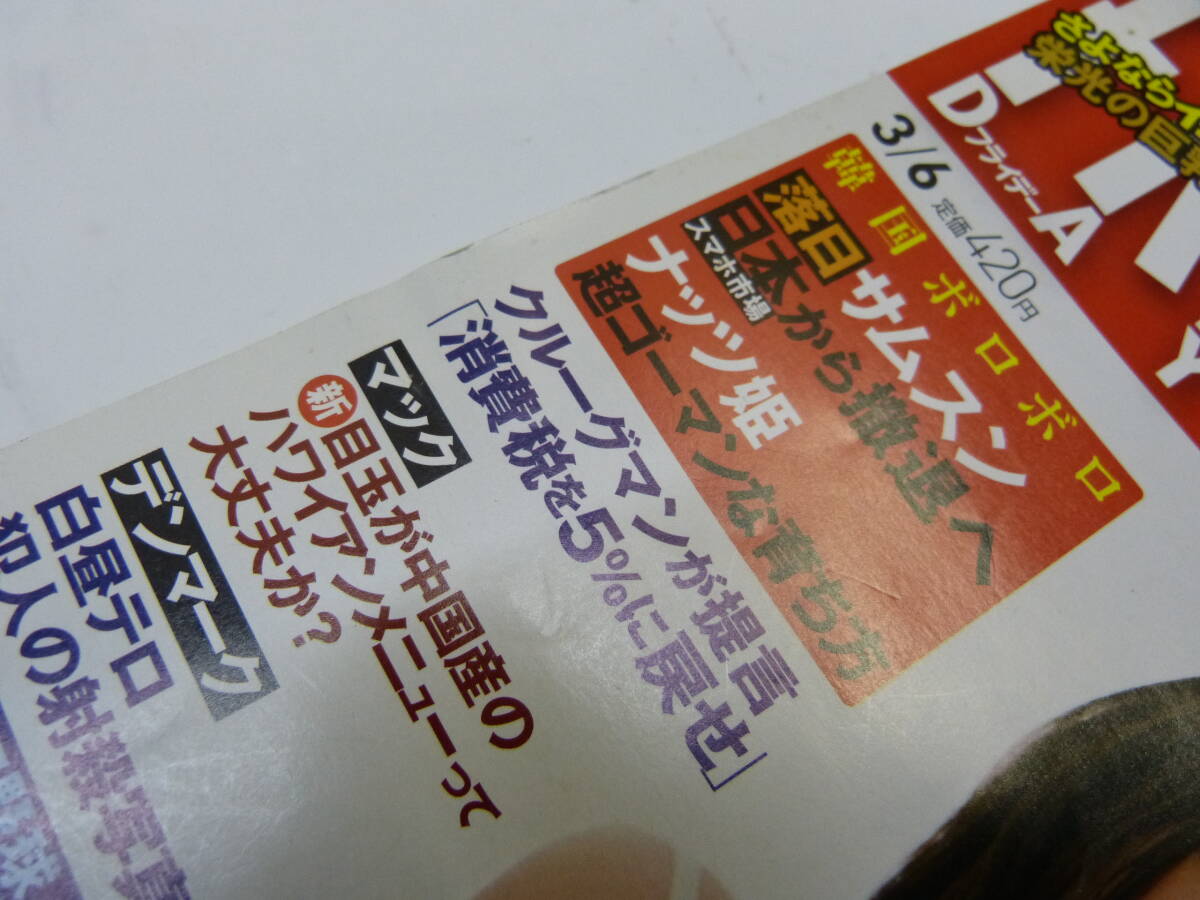 さよならイ
栄光の巨
DAY
フライデー
3/6 定価420円
韓国ボロボロ
落日 サムスン
日本から撤退へ
スマホ市場
ナッツ姫
超ゴーマンな育ち方
クルーグマンが提言
「消費税を5%に戻せ」
マック
㊟目玉が中国産の
ハワイアンメニューって
大丈夫か?
デンマーク
白昼テロ
犯人の射殺写真